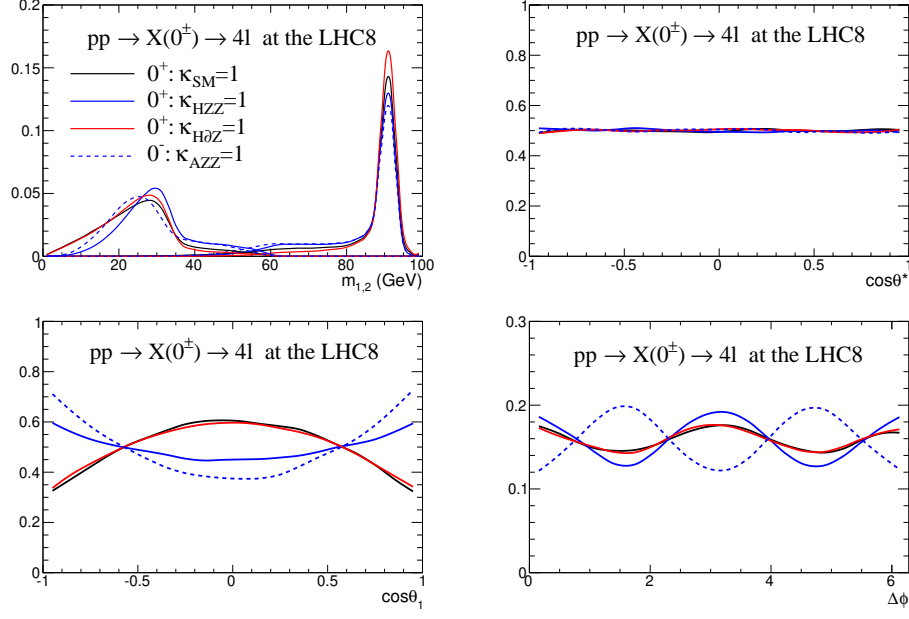 pp → X(0±) → 4l at the LHC8
0⁺: κ_SM=1
0⁺: κ_HZZ=1
0⁺: κ_H∂Z=1
0⁻: κ_AZZ=1
0.2
0.15
0.1
0.05
0
0 20 40 60 80 100
m₁,₂ (GeV)
pp → X(0±) → 4l at the LHC8
1
0.8
0.6
0.4
0.2
0
-1 -0.5 0 0.5 1
cosθ*
pp → X(0±) → 4l at the LHC8
1
0.8
0.6
0.4
0.2
0
-1 -0.5 0 0.5 1
cosθ₁
pp → X(0±) → 4l at the LHC8
0.3
0.2
0.1
0
0 2 4 6
Δϕ